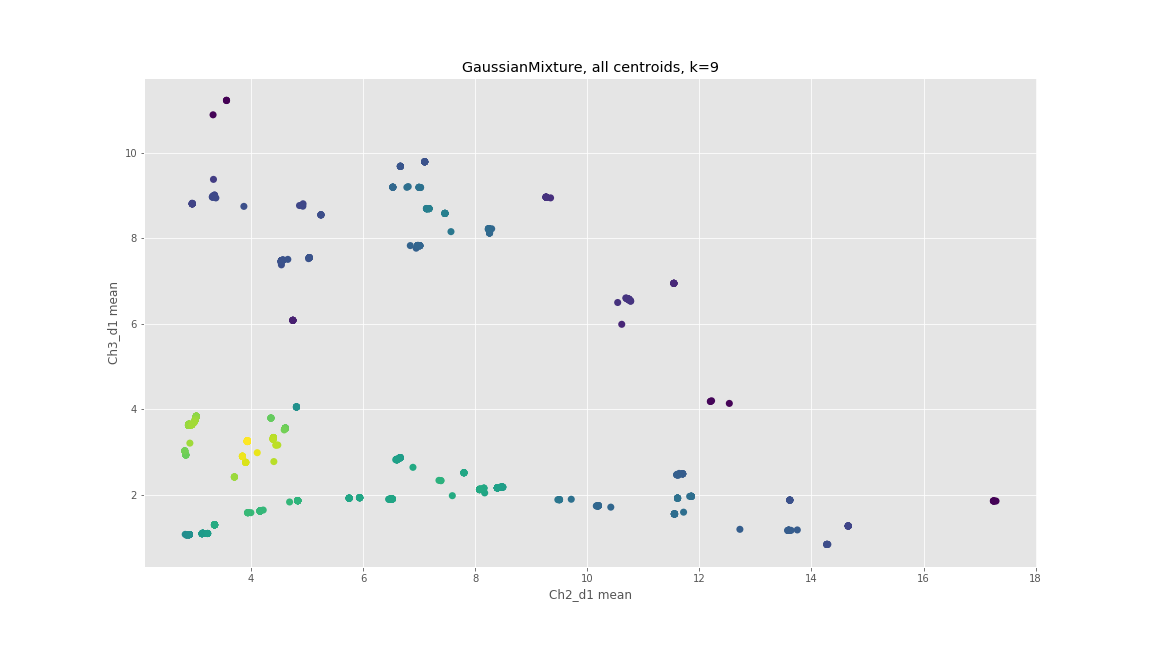 GaussianMixture, all centroids, k=9
10
8
6
4
2
Ch3_d1 mean
4 6 8 10 12 14 16 18
Ch2_d1 mean